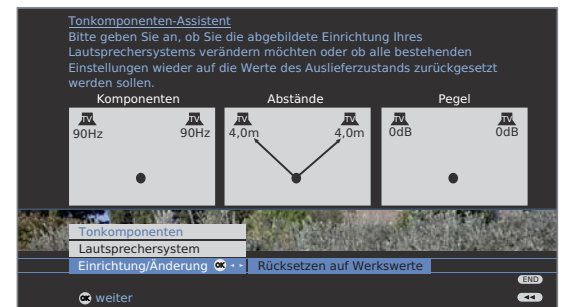 Tonkomponenten-Assistent
Bitte geben Sie an, ob Sie die abgebildete Einrichtung Ihres
Lautsprechersystems verändern möchten oder ob alle bestehenden
Einstellungen wieder auf die Werte des Auslieferzustands zurückgesetzt
werden sollen.
Komponenten Abstände Pegel
TV TV TV TV TV TV
90Hz 90Hz 4,0m 4,0m 0dB 0dB
Tonkomponenten
Lautsprechersystem
Einrichtung/Änderung OK Rücksetzen auf Werkswerte
END
OK weiter